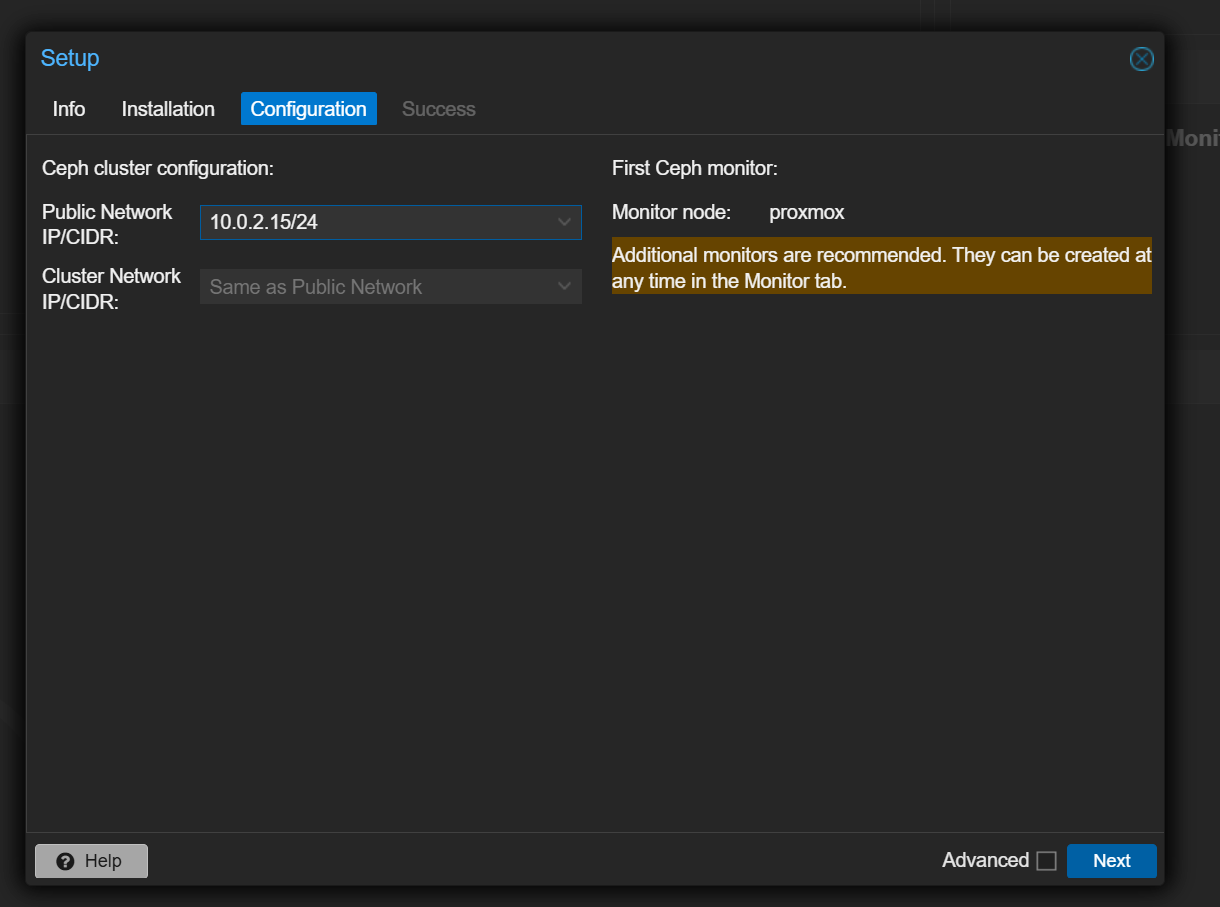 Setup
Info
Installation
Configuration
Success
Ceph cluster configuration:
Public Network
IP/CIDR:
10.0.2.15/24
Cluster Network
IP/CIDR:
Same as Public Network
First Ceph monitor:
Monitor node:
proxmox
Additional monitors are recommended. They can be created at
any time in the Monitor tab.
Help
Advanced
Next